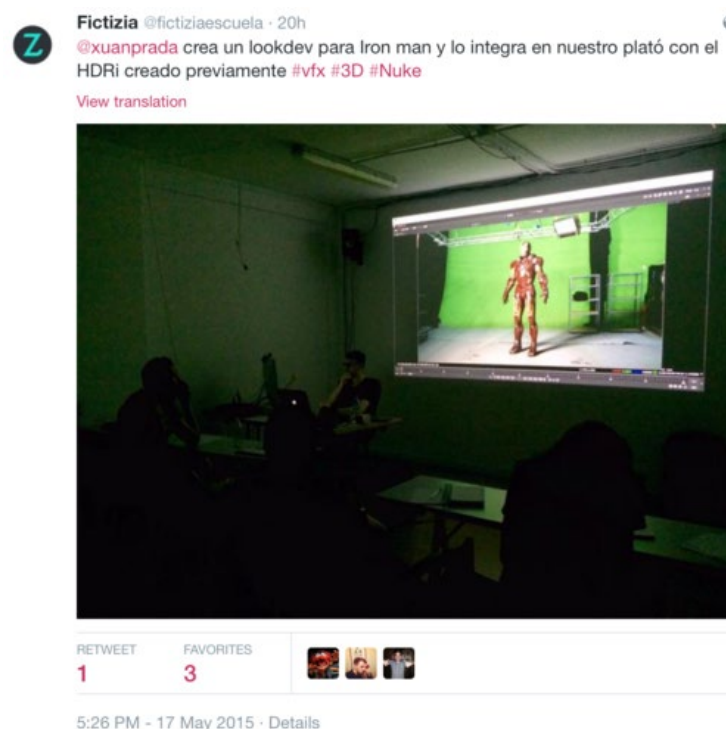 Fictizia @fictiziaescuela · 20h
@xuanprada crea un lookdev para Iron man y lo integra en nuestro plató con el
HDRi creado previamente #vfx #3D #Nuke
View translation
RETWEET
1
FAVORITES
3
5:26 PM - 17 May 2015 · Details